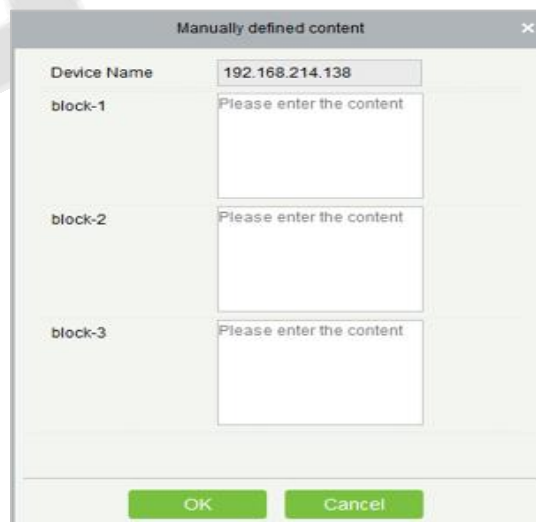 Manually defined content ×
Device Name 192.168.214.138
block-1 Please enter the content
block-2 Please enter the content
block-3 Please enter the content
OK Cancel